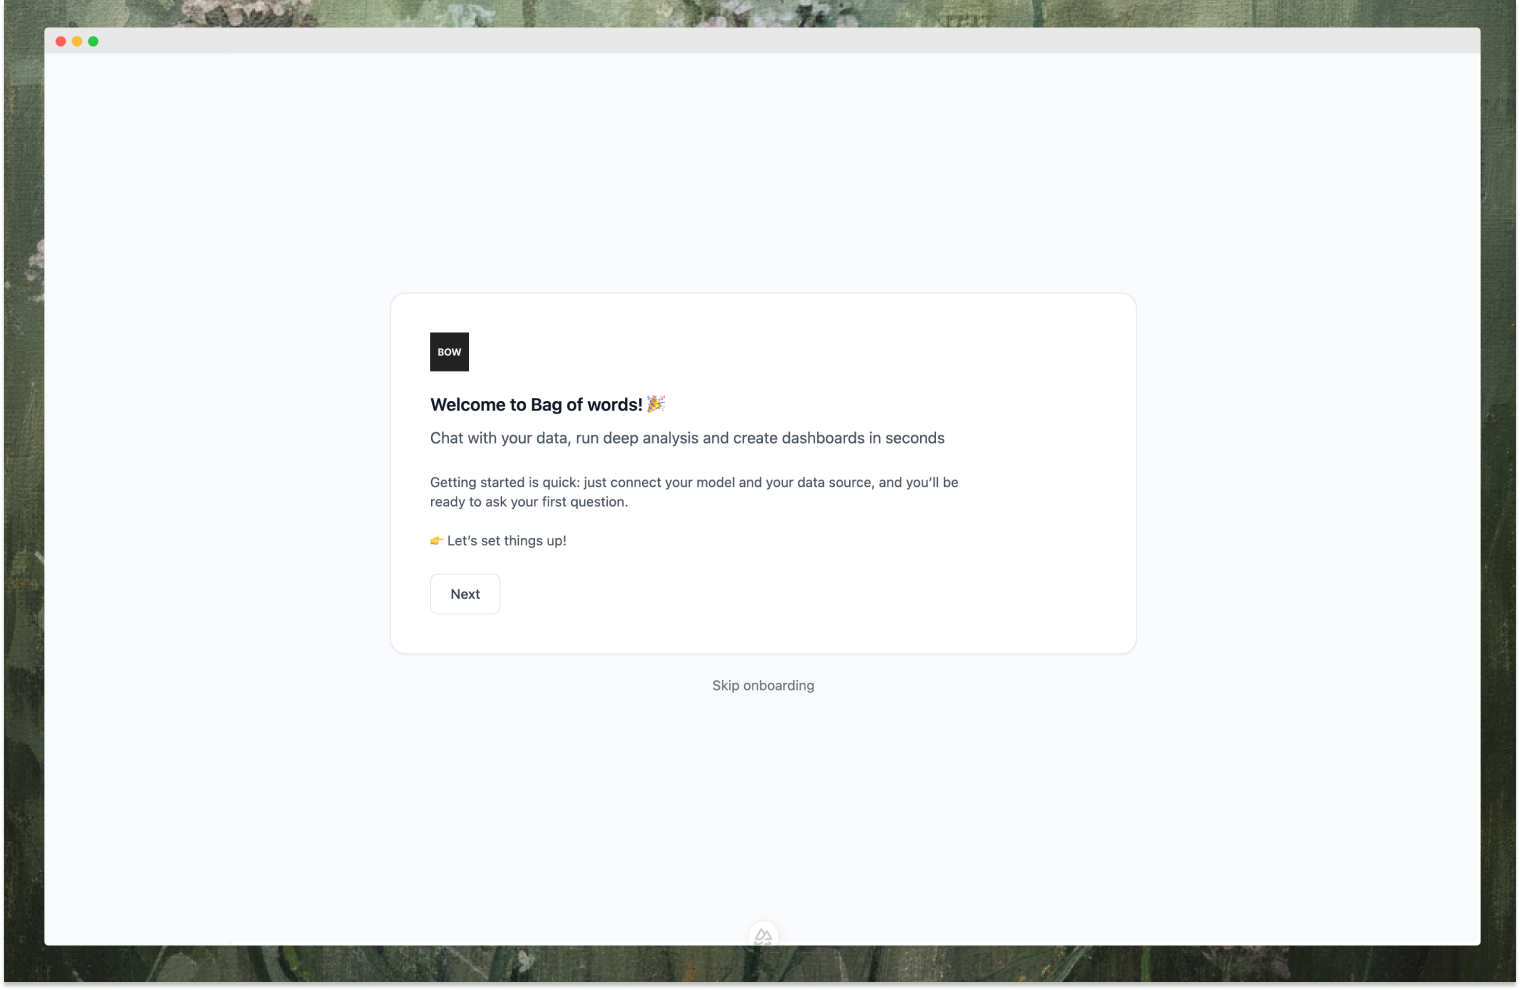 BOW
Welcome to Bag of words! 🎉
Chat with your data, run deep analysis and create dashboards in seconds
Getting started is quick: just connect your model and your data source, and you’ll be
ready to ask your first question.
👉 Let’s set things up!
Next
Skip onboarding